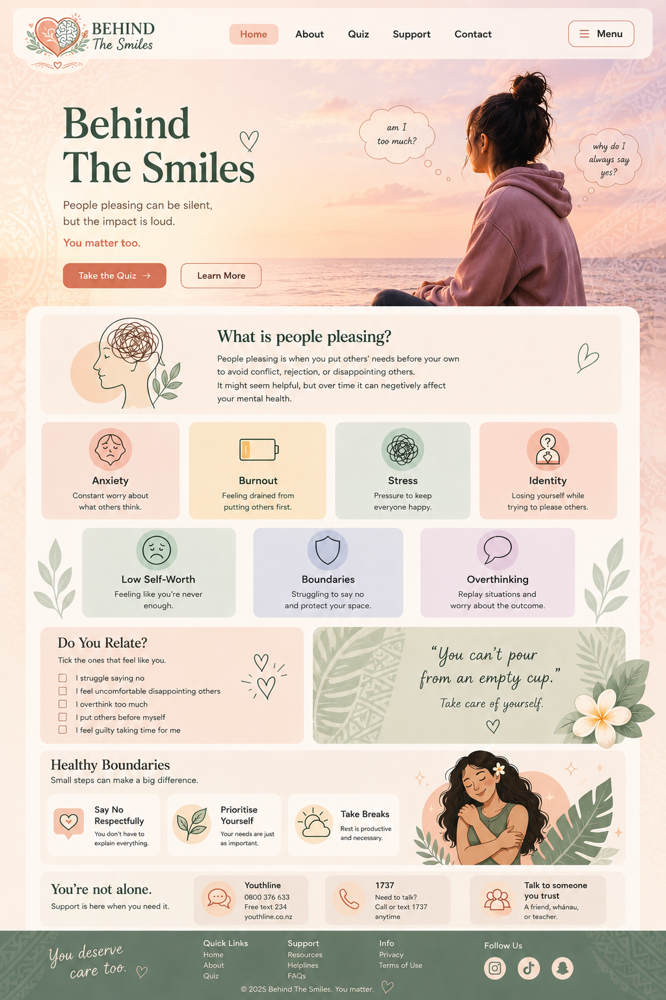 BEHIND
The Smiles
Home
About
Quiz
Support
Contact
Menu
Behind
The Smiles
People pleasing can be silent,
but the impact is loud.
You matter too.
Take the Quiz →
Learn More
am I
too much?
why do I
always say
yes?
What is people pleasing?
People pleasing is when you put others' needs before your own
to avoid conflict, rejection, or disappointing others.
It might seem helpful, but over time it can negetively affect
your mental health.
Anxiety
Constant worry about
what others think.
Burnout
Feeling drained from
putting others first.
Stress
Pressure to keep
everyone happy.
?
Identity
Losing yourself while
trying to please others.
Low Self-Worth
Feeling like you're never
enough.
Boundaries
Struggling to say no
and protect your space.
Overthinking
Replay situations and
worry about the outcome.
Do You Relate?
Tick the ones that feel like you.
I struggle saying no
I feel uncomfortable disappointing others
I overthink too much
I put others before myself
I feel guilty taking time for me
“You can't pour
from an empty cup.”
Take care of yourself.
Healthy Boundaries
Small steps can make a big difference.
Say No
Respectfully
You don't have to
explain everything.
Prioritise
Yourself
Your needs are just
as important.
Take Breaks
Rest is productive
and necessary.
You're not alone.
Support is here when you need it.
Youthline
0800 376 633
Free text 234
youthline.co.nz
1737
Need to talk?
Call or text 1737
anytime
Talk to someone
you trust
A friend, whánau,
or teacher.
You deserve
care too.
Quick Links
Home
About
Quiz
Support
Resources
Helplines
FAQs
Info
Privacy
Terms of Use
Follow Us
© 202S Behind The Smiles. You matter.